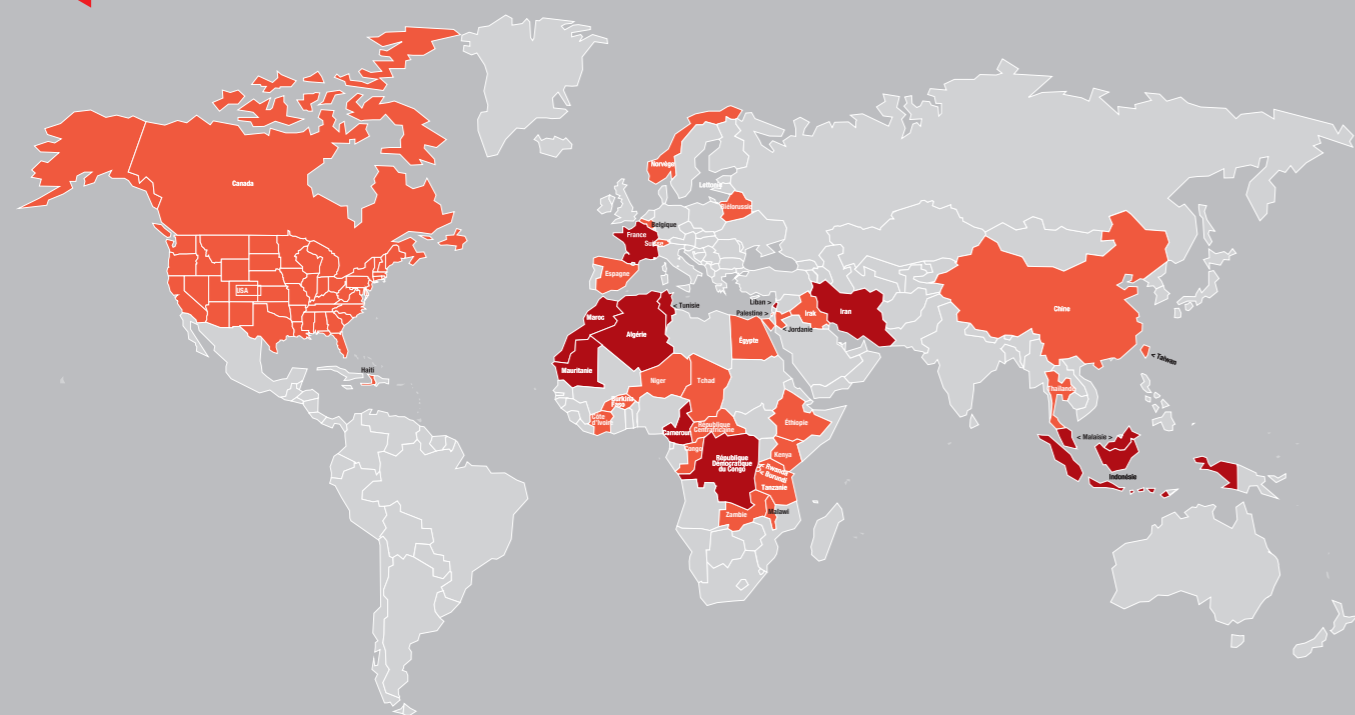 Canada
USA
Haïti
Norvège
Lettonie
Biélorussie
Belgique
France
Suisse
Espagne
Maroc
Algérie
< Tunisie
Mauritanie
Liban >
Palestine >
< Jordanie
Irak
Iran
Égypte
Niger
Tchad
Burkina
Faso
Côte
d'Ivoire
Cameroun
République
Centrafricaine
Congo
République
Démocratique
du Congo
Éthiopie
Kenya
< Rwanda
< Burundi
Tanzanie
Zambie
Malawi
Chine
< Taïwan
Thaïlande
< Malaisie >
Indonésie